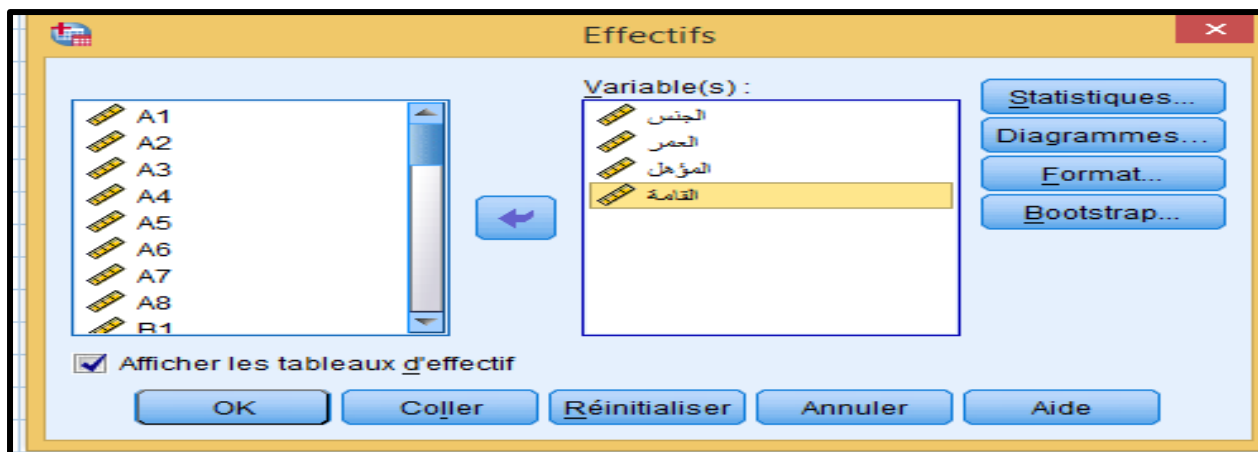 Effectifs
A1
A2
A3
A4
A5
A6
A7
A8
B1
Variable(s) :
الجنس
العمر
المؤهل
القامة
Statistiques...
Diagrammes...
Format...
Bootstrap...
Afficher les tableaux d'effectif
OK
Coller
Réinitialiser
Annuler
Aide